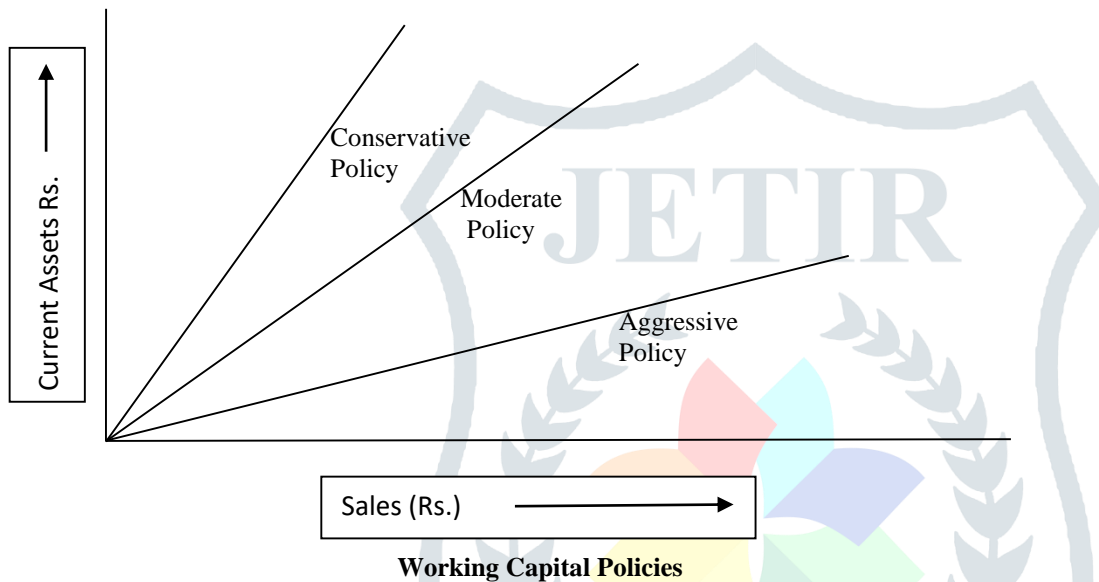 Current Assets Rs.
Conservative
Policy
Moderate
Policy
JETIR
Aggressive
Policy
Sales (Rs.)
Working Capital Policies